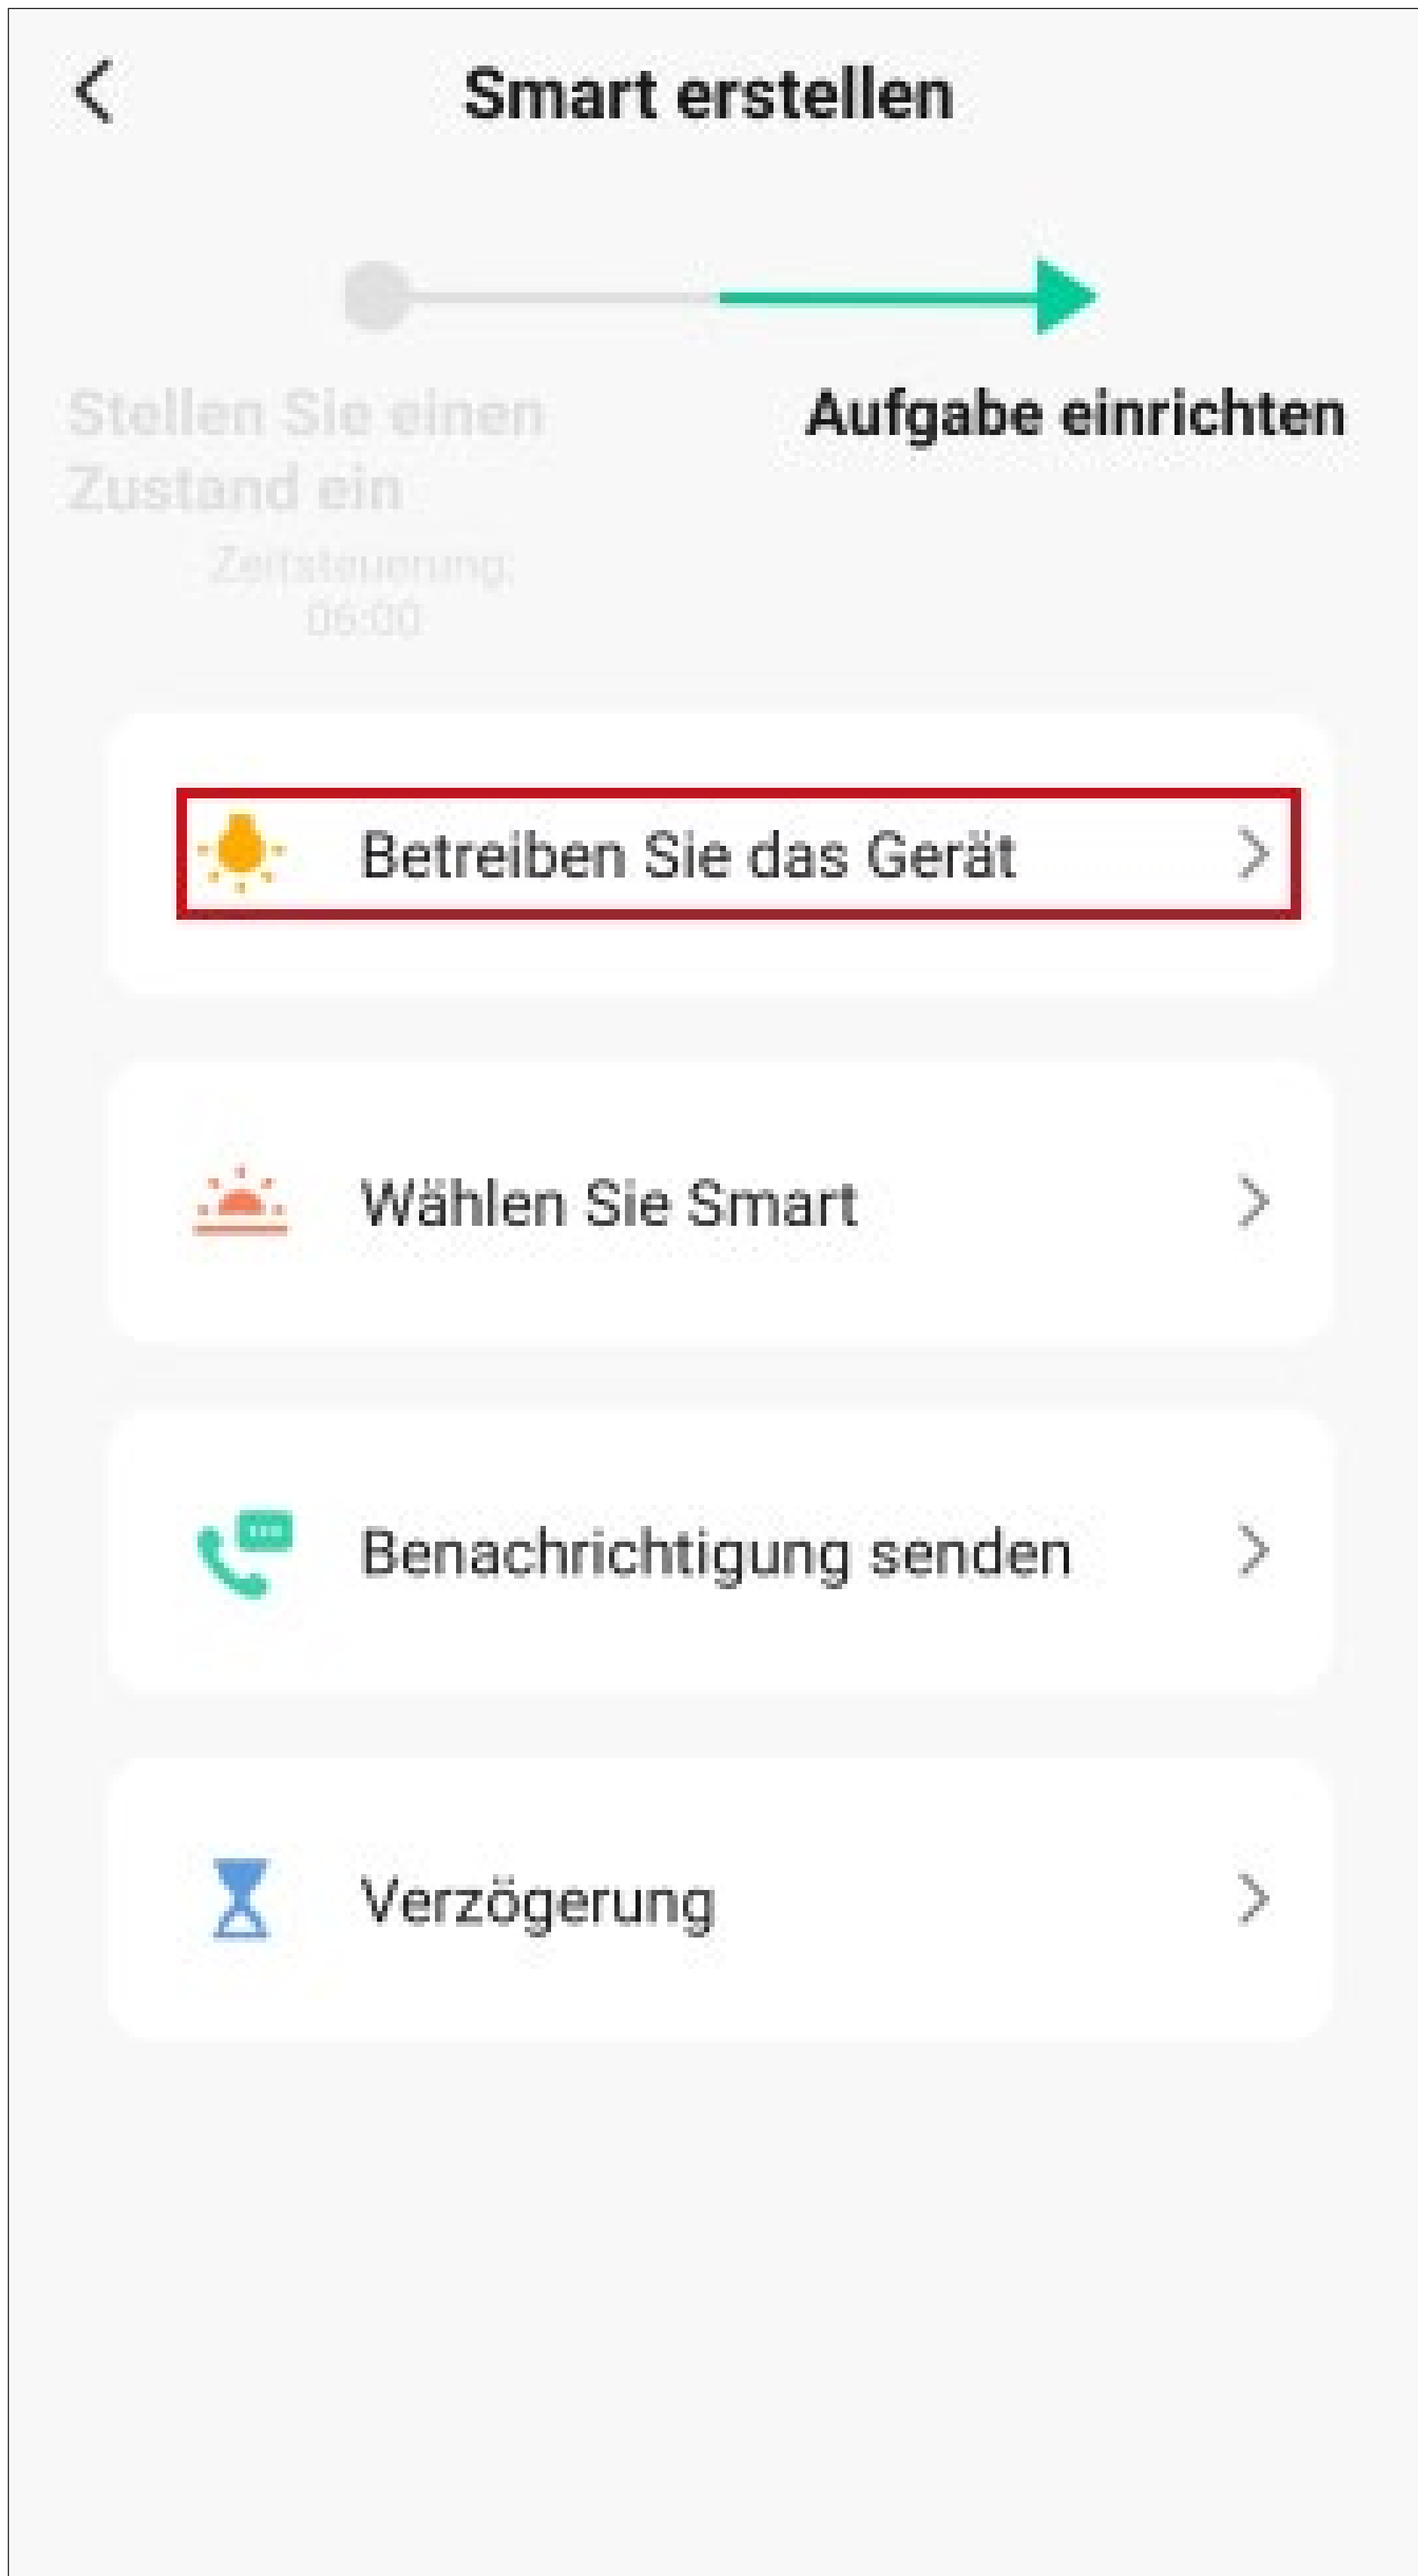 Smart erstellen
Stellen Sie einen
Zustand ein
Zeitsteuerung:
06:00
Aufgabe einrichten
Betreiben Sie das Gerät
Wählen Sie Smart
Benachrichtigung senden
Verzögerung